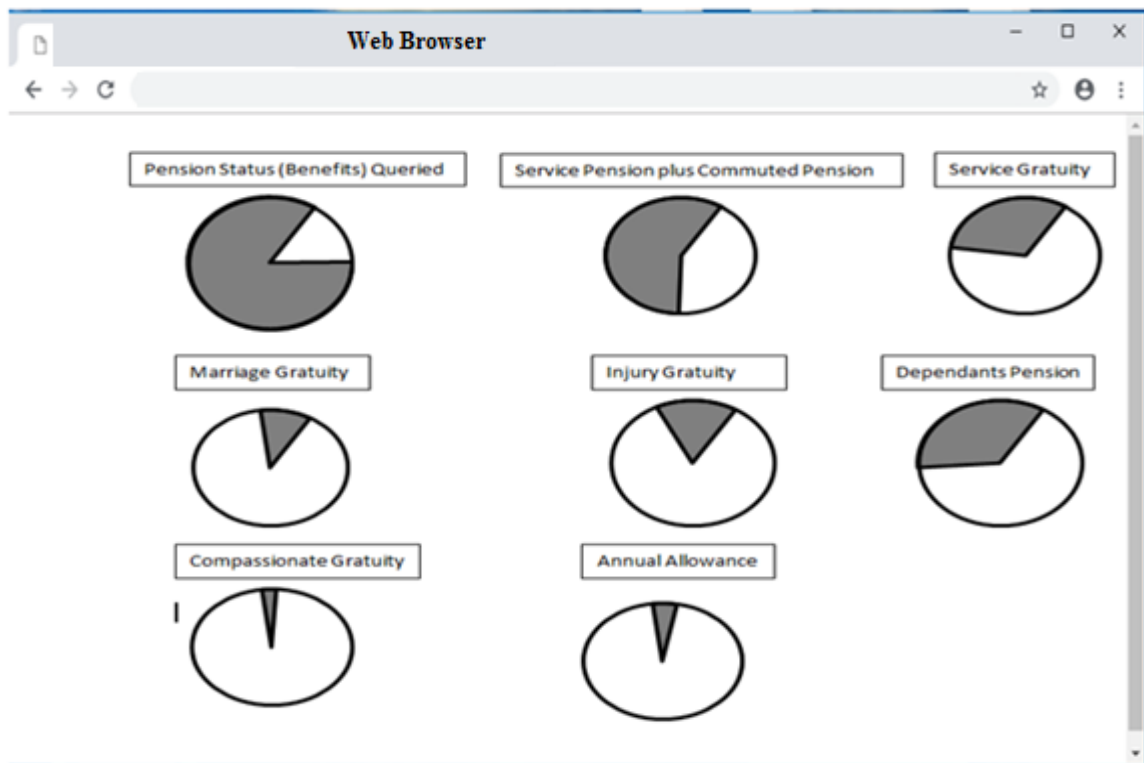 Web Browser
Pension Status (Benefits) Queried
Service Pension plus Commuted Pension
Service Gratuity
Marriage Gratuity
Injury Gratuity
Dependants Pension
Compassionate Gratuity
Annual Allowance